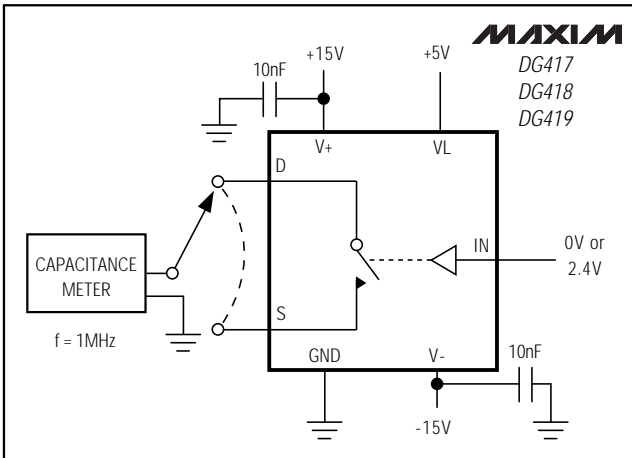 MAXIM
DG417
DG418
DG419
+15V
+5V
10nF
V+
VL
D
IN
0V or
2.4V
CAPACITANCE
METER
f = 1MHz
S
GND
V-
10nF
-15V